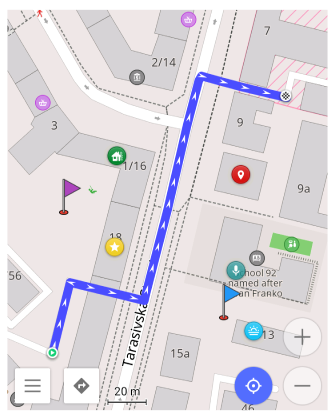 7
2/14
3
9
1/16
9a
18
56
hool 92
named after
an Franko
Tarasivska
13
15a
20 m
46